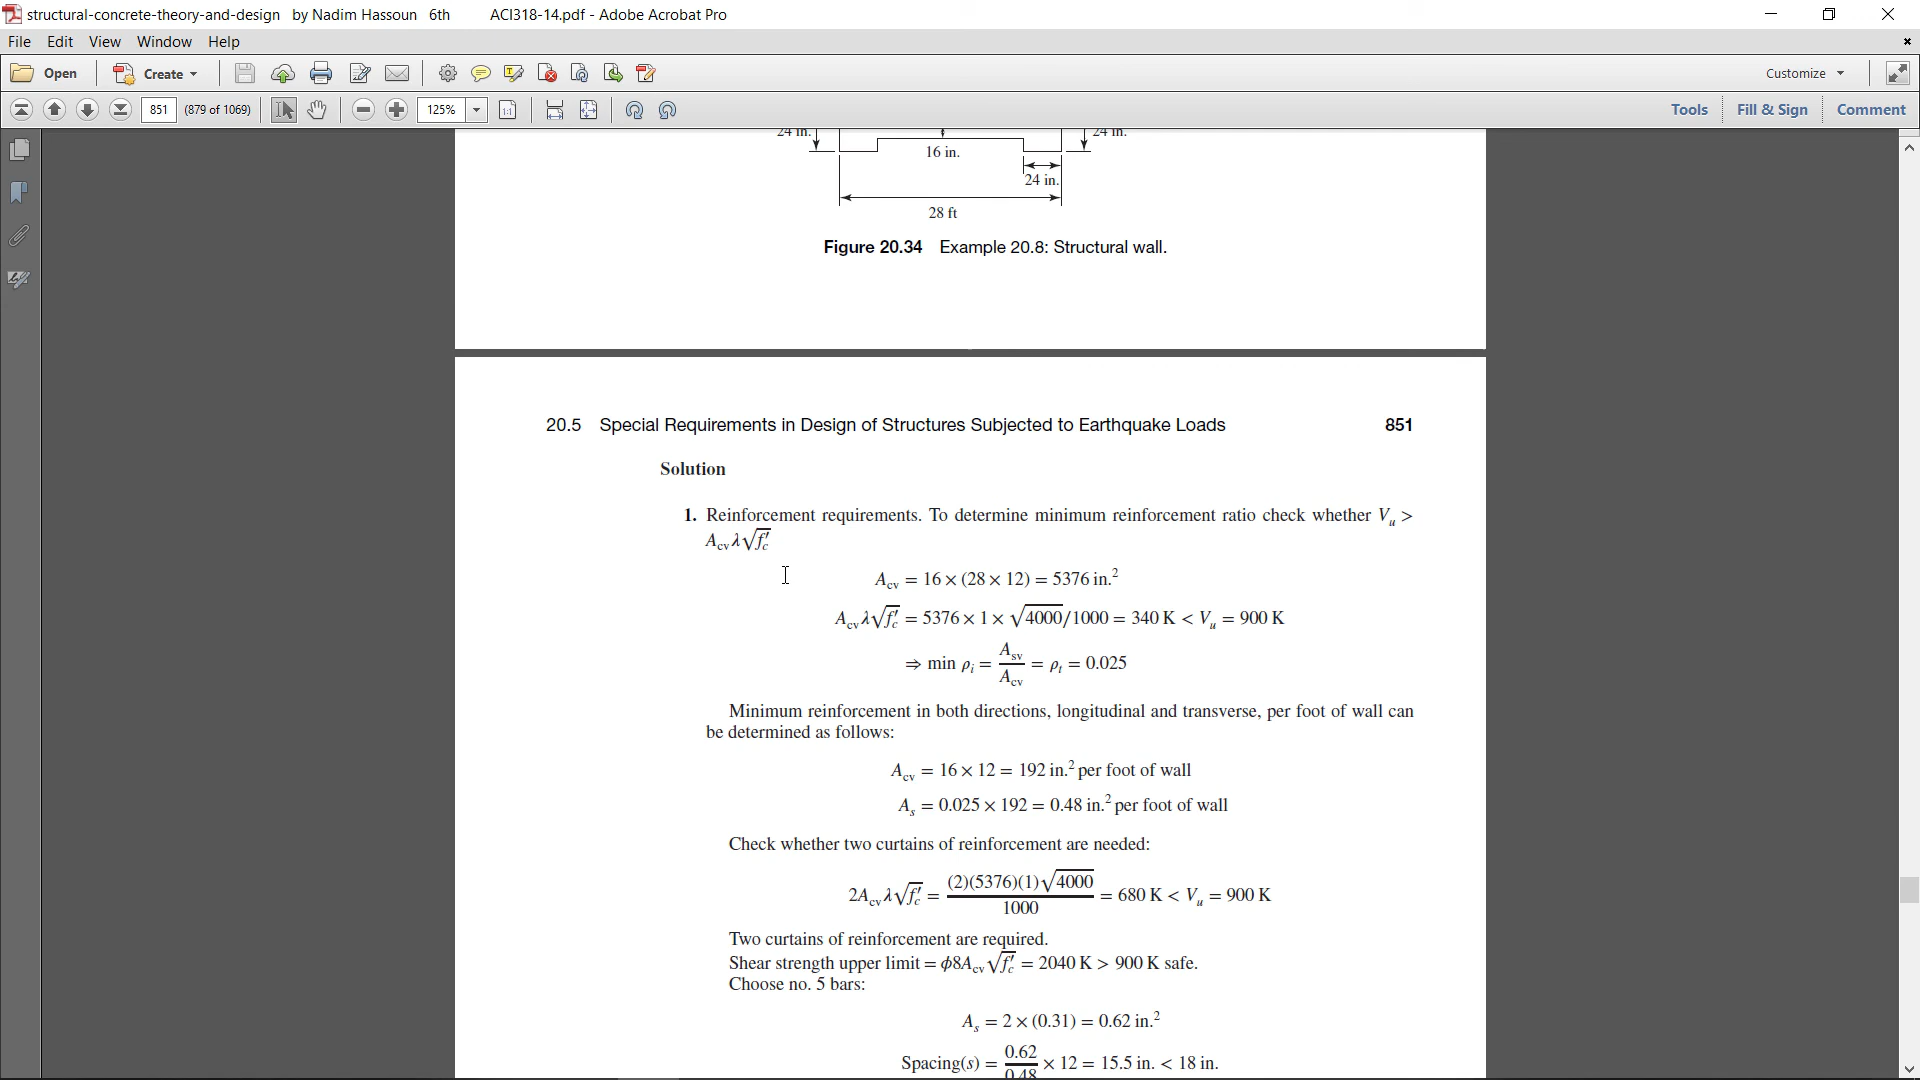 structural-concrete-theory-and-design by Nadim Hassoun 6th ACI318-14.pdf - Adobe Acrobat Pro
File Edit View Window Help
Open Create Customize
851 (879 of 1069) 125% Tools Fill & Sign Comment
24 in. 24 in.
16 in.
24 in.
28 ft
Figure 20.34 Example 20.8: Structural wall.
20.5 Special Requirements in Design of Structures Subjected to Earthquake Loads 851
Solution
1. Reinforcement requirements. To determine minimum reinforcement ratio check whether Vᵤ >
A_cv λ√f′_c
A_cv = 16 × (28 × 12) = 5376 in.²
A_cv λ√f′_c = 5376 × 1 × √4000/1000 = 340 K < Vᵤ = 900 K
⇒ min ρᵢ = A_sv / A_cv = ρₜ = 0.025
Minimum reinforcement in both directions, longitudinal and transverse, per foot of wall can
be determined as follows:
A_cv = 16 × 12 = 192 in.² per foot of wall
A_s = 0.025 × 192 = 0.48 in.² per foot of wall
Check whether two curtains of reinforcement are needed:
2A_cv λ√f′_c = (2)(5376)(1)√4000 / 1000 = 680 K < Vᵤ = 900 K
Two curtains of reinforcement are required.
Shear strength upper limit = ϕ8A_cv √f′_c = 2040 K > 900 K safe.
Choose no. 5 bars:
A_s = 2 × (0.31) = 0.62 in.²
Spacing(s) = 0.62 / 0.48 × 12 = 15.5 in. < 18 in.